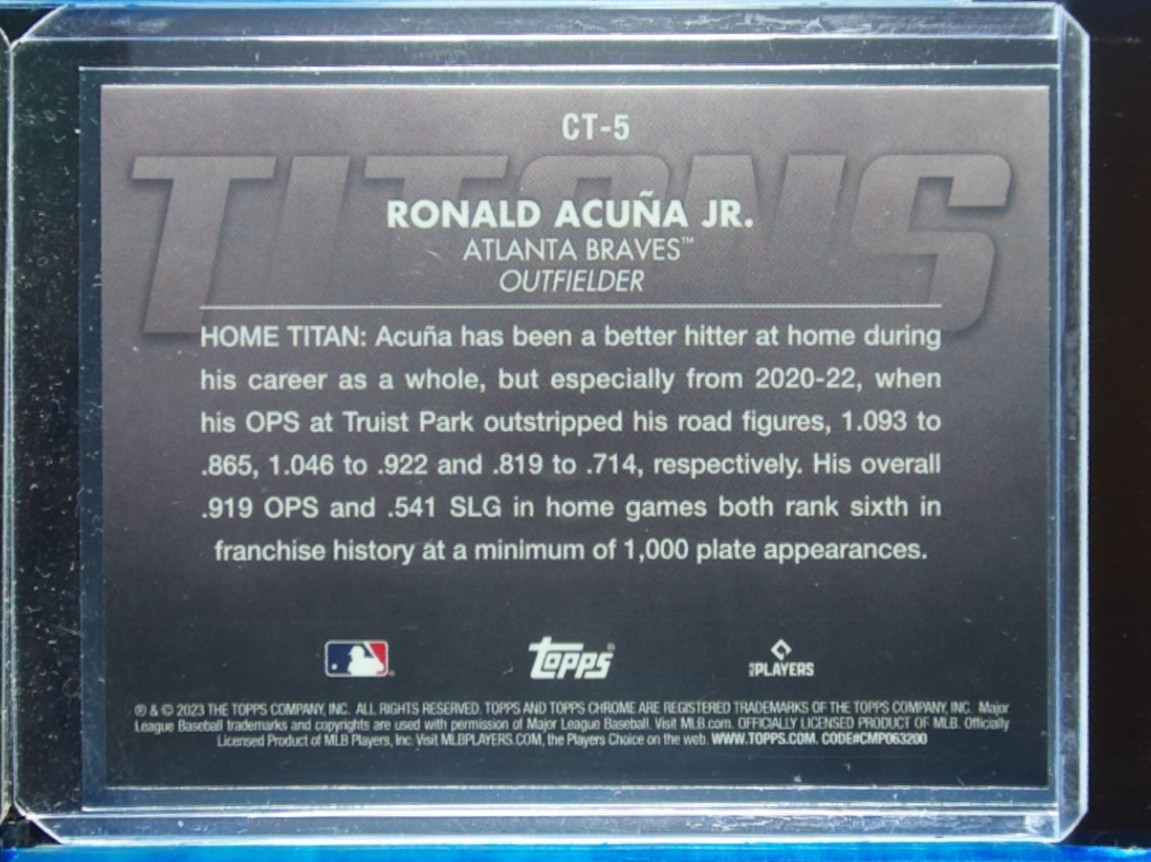 CT-5
TITANS
RONALD ACUÑA JR.
ATLANTA BRAVES™
OUTFIELDER
HOME TITAN: Acuña has been a better hitter at home during
his career as a whole, but especially from 2020-22, when
his OPS at Truist Park outstripped his road figures, 1.093 to
.865, 1.046 to .922 and .819 to .714, respectively. His overall
.919 OPS and .541 SLG in home games both rank sixth in
franchise history at a minimum of 1,000 plate appearances.
topps®
MLB PLAYERS
® & © 2023 THE TOPPS COMPANY, INC. ALL RIGHTS RESERVED. TOPPS AND TOPPS CHROME ARE REGISTERED TRADEMARKS OF THE TOPPS COMPANY, INC. Major
League Baseball trademarks and copyrights are used with permission of Major League Baseball. Visit MLB.com. OFFICIALLY LICENSED PRODUCT OF MLB. Officially
Licensed Product of MLB Players, Inc. Visit MLBPLAYERS.COM, the Players Choice on the web. WWW.TOPPS.COM. CODE#CMP063200